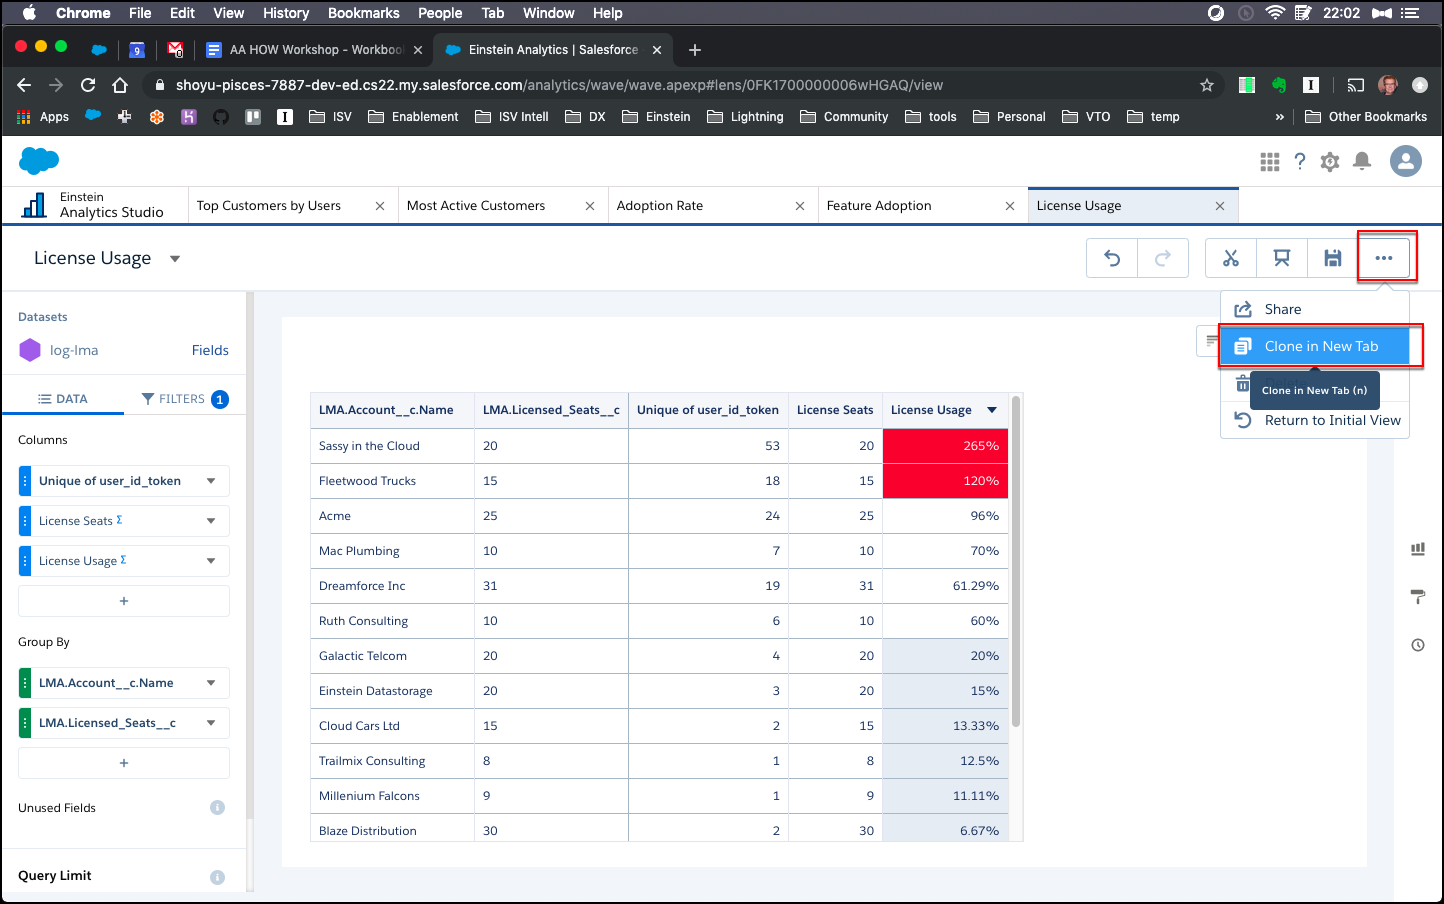 Chrome File Edit View History Bookmarks People Tab Window Help 22:02
9 0 AA HOW Workshop - Workboo Einstein Analytics | Salesforce
shoyu-pisces-7887-dev-ed.cs22.my.salesforce.com/analytics/wave/wave.apexp#lens/0FK1700000006wHGAQ/view
Apps ISV Enablement ISV Intell DX Einstein Lightning Community tools Personal VTO temp » Other Bookmarks
Einstein
Analytics Studio
Top Customers by Users Most Active Customers Adoption Rate Feature Adoption License Usage
License Usage
Share
Clone in New Tab
Clone in New Tab (n)
Return to Initial View
Datasets
log-lma Fields
DATA FILTERS 1
Columns
Unique of user_id_token
License Seats Σ
License Usage Σ
+
Group By
LMA.Account__c.Name
LMA.Licensed_Seats__c
+
Unused Fields
Query Limit
LMA.Account__c.Name LMA.Licensed_Seats__c Unique of user_id_token License Seats License Usage
Sassy in the Cloud 20 53 20 265%
Fleetwood Trucks 15 18 15 120%
Acme 25 24 25 96%
Mac Plumbing 10 7 10 70%
Dreamforce Inc 31 19 31 61.29%
Ruth Consulting 10 6 10 60%
Galactic Telcom 20 4 20 20%
Einstein Datastorage 20 3 20 15%
Cloud Cars Ltd 15 2 15 13.33%
Trailmix Consulting 8 1 8 12.5%
Millenium Falcons 9 1 9 11.11%
Blaze Distribution 30 2 30 6.67%